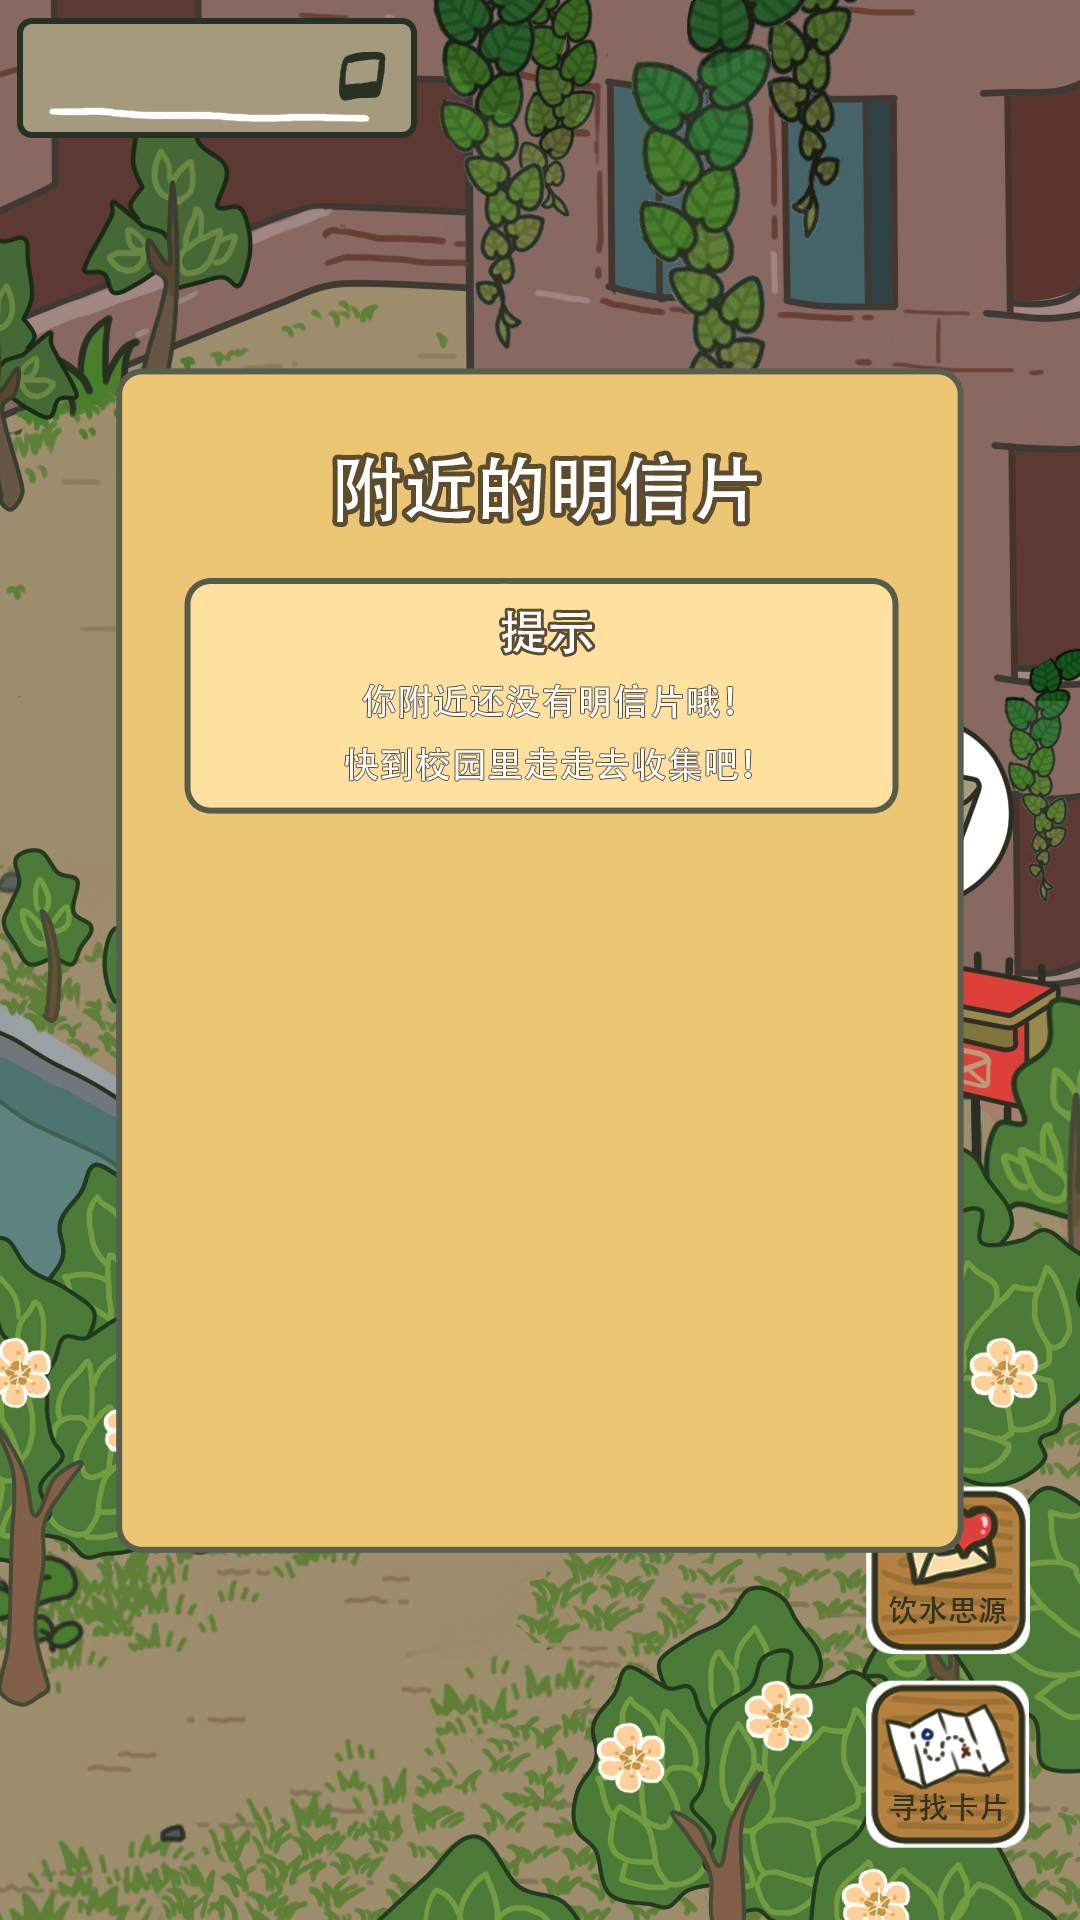 附近的明信片
提示
你附近还没有明信片哦!
快到校园里走走去收集吧!
饮水思源
寻找卡片